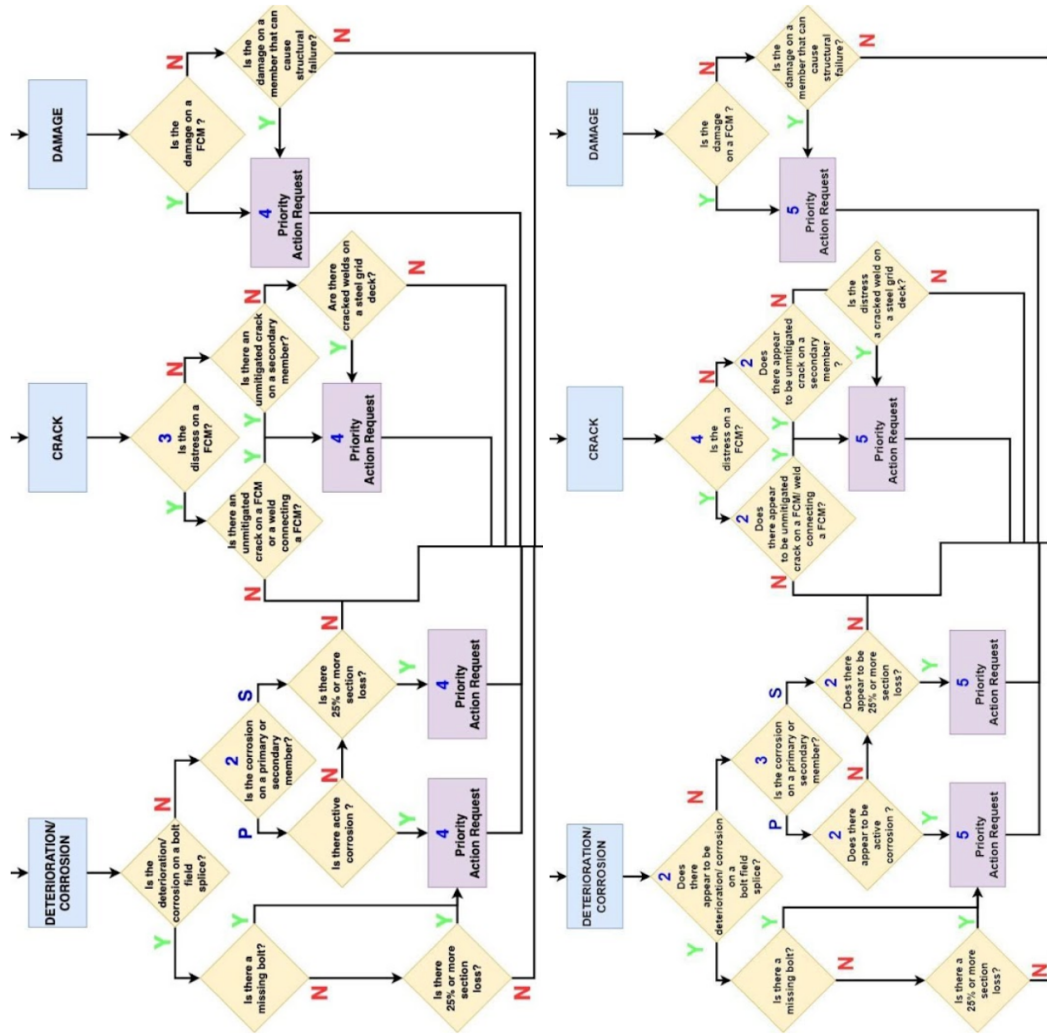 DETERIORATION/
CORROSION
Is the
deterioration/
corrosion on a bolt
field
splice?
Y
N
Is there a
missing bolt?
Y
N
Is there
25% or more
section
loss?
Y
N
2
Is the corrosion
on a primary or
secondary
member?
P
S
Is there active
corrosion ?
N
Y
Is there
25% or more
section
loss?
N
Y
4
Priority
Action Request
4
Priority
Action Request
CRACK
3
Is the
distress on a
FCM?
Y
N
Is there an
unmitigated
crack on a FCM
or a weld
connecting
a FCM?
N
Y
Is there an
unmitigated crack
on a secondary
member?
Y
N
Are there
cracked welds on
a steel grid
deck?
Y
N
4
Priority
Action Request
DAMAGE
Is the
damage on a
FCM ?
Y
N
Is the
damage on a
member that can
cause
structural
failure?
Y
N
4
Priority
Action Request
DETERIORATION/
CORROSION
2
Does
there
appear to be
deterioration/ corrosion
on a
bolt field
splice?
Y
N
Is there a
missing bolt?
Y
N
Is there a
25% or more
section
loss?
Y
N
3
Is the corrosion
on a primary or
secondary
member?
P
S
2
Does there
appear to be
active
corrosion ?
N
Y
2
Does there
appear to be
25% or more
section
loss?
N
Y
5
Priority
Action Request
5
Priority
Action Request
CRACK
4
Is the
distress on a
FCM?
Y
N
2
Does
there appear
to be unmitigated
crack on a FCM/ weld
connecting
a FCM?
N
Y
2
Does
there appear
to be unmitigated
crack on a
secondary
member
?
Y
N
Is the
distress
a cracked weld on
a steel grid
deck?
Y
N
5
Priority
Action Request
DAMAGE
Is the
damage
on a FCM ?
Y
N
Is the
damage on a
member that can
cause
structural
failure?
Y
N
5
Priority
Action Request